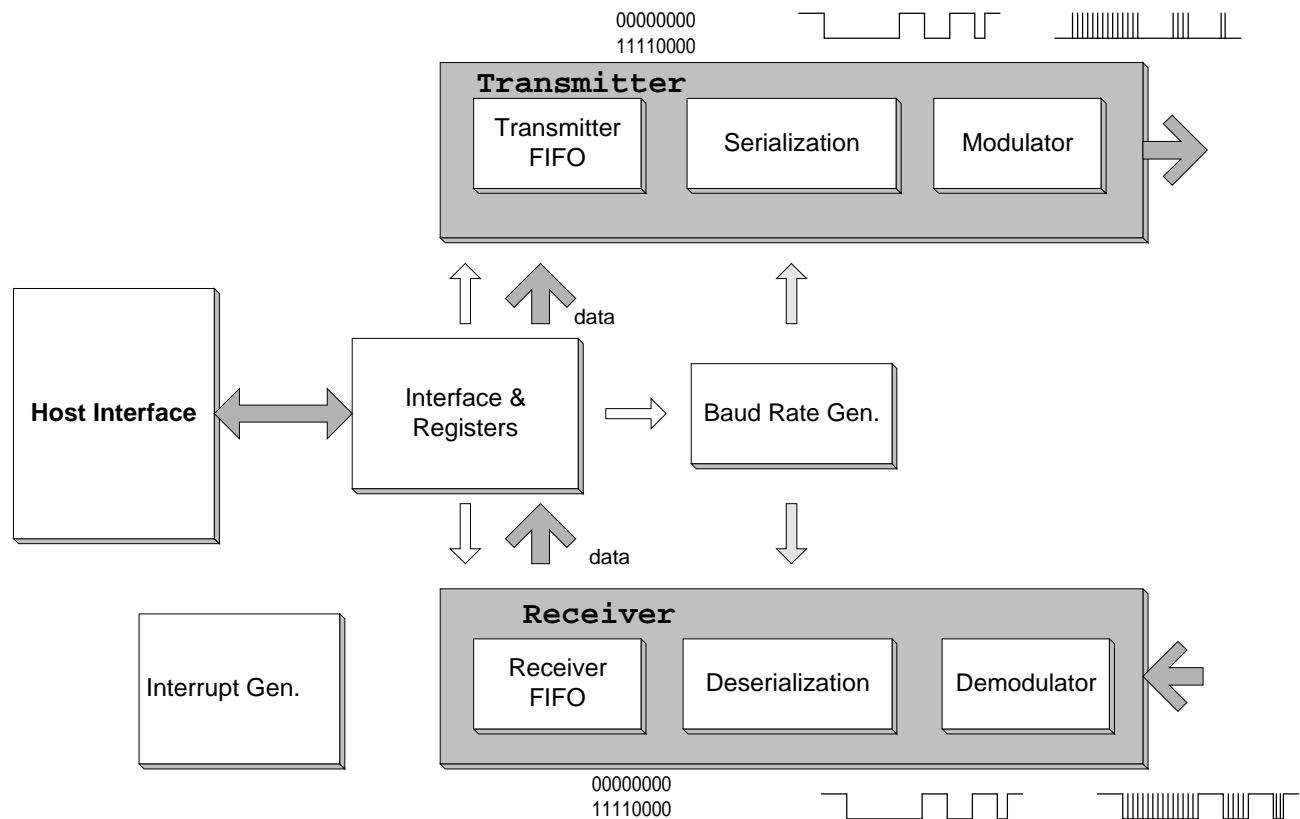 00000000
11110000
Transmitter
Transmitter
FIFO
Serialization
Modulator
data
Host Interface
Interface &
Registers
Baud Rate Gen.
data
Receiver
Interrupt Gen.
Receiver
FIFO
Deserialization
Demodulator
00000000
11110000